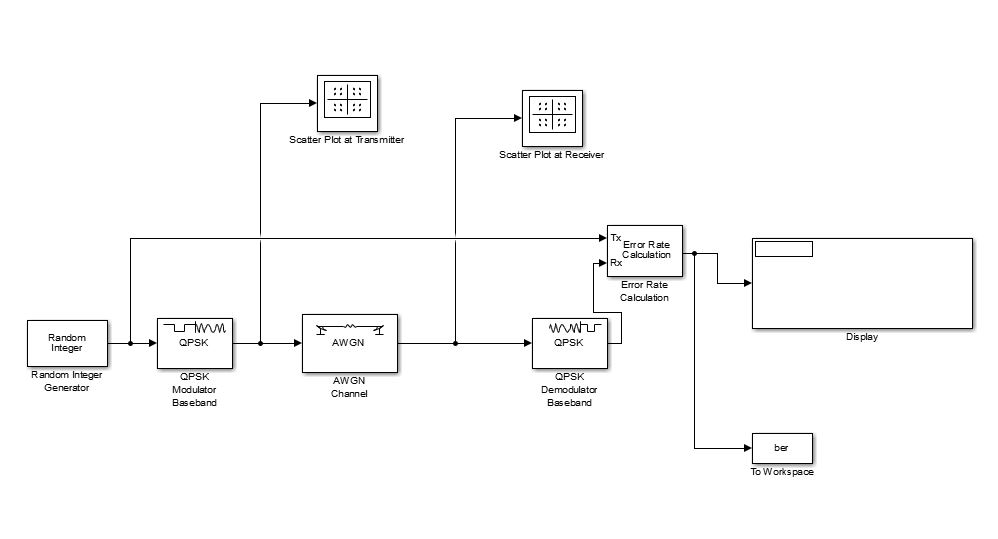 Scatter Plot at Transmitter
Scatter Plot at Receiver
Tx
Rx
Error Rate
Calculation
Error Rate
Calculation
Display
Random
Integer
Random Integer
Generator
QPSK
QPSK
Modulator
Baseband
AWGN
AWGN
Channel
QPSK
QPSK
Demodulator
Baseband
ber
To Workspace